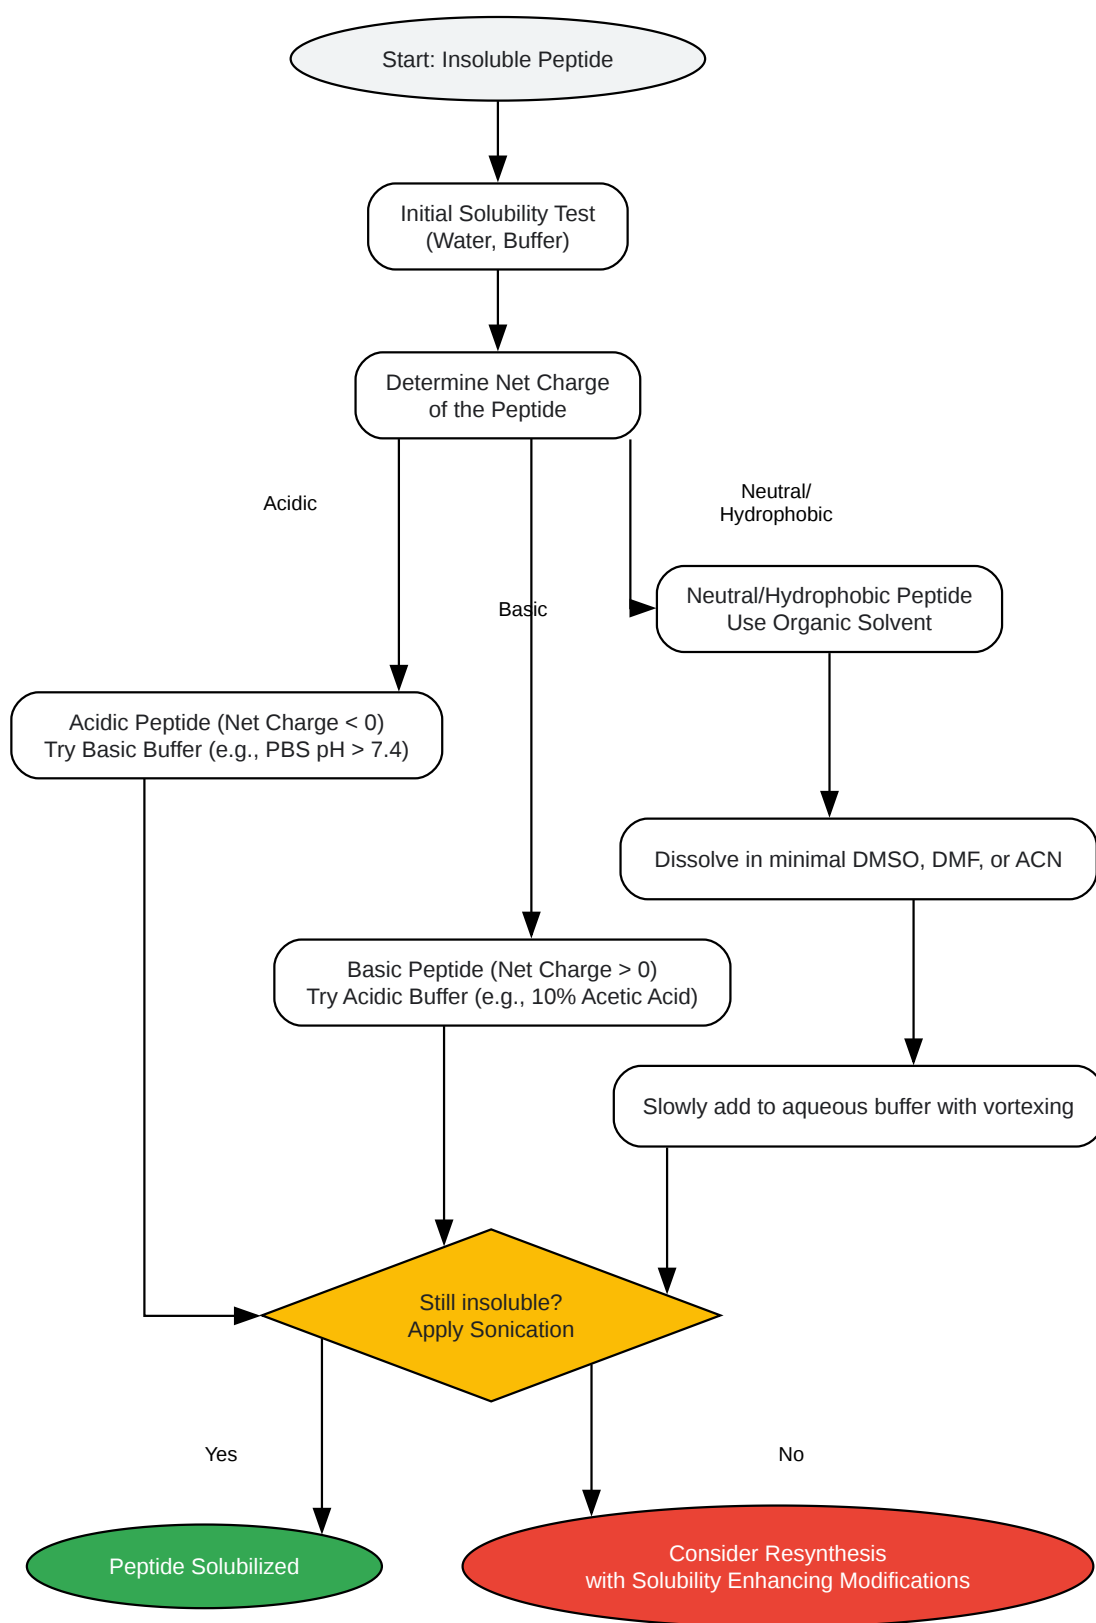 Start: Insoluble Peptide
Initial Solubility Test
(Water, Buffer)
Determine Net Charge
of the Peptide
Acidic
Neutral/
Hydrophobic
Basic
Neutral/Hydrophobic Peptide
Use Organic Solvent
Acidic Peptide (Net Charge < 0)
Try Basic Buffer (e.g., PBS pH > 7.4)
Dissolve in minimal DMSO, DMF, or ACN
Basic Peptide (Net Charge > 0)
Try Acidic Buffer (e.g., 10% Acetic Acid)
Slowly add to aqueous buffer with vortexing
Still insoluble?
Apply Sonication
Yes
No
Peptide Solubilized
Consider Resynthesis
with Solubility Enhancing Modifications